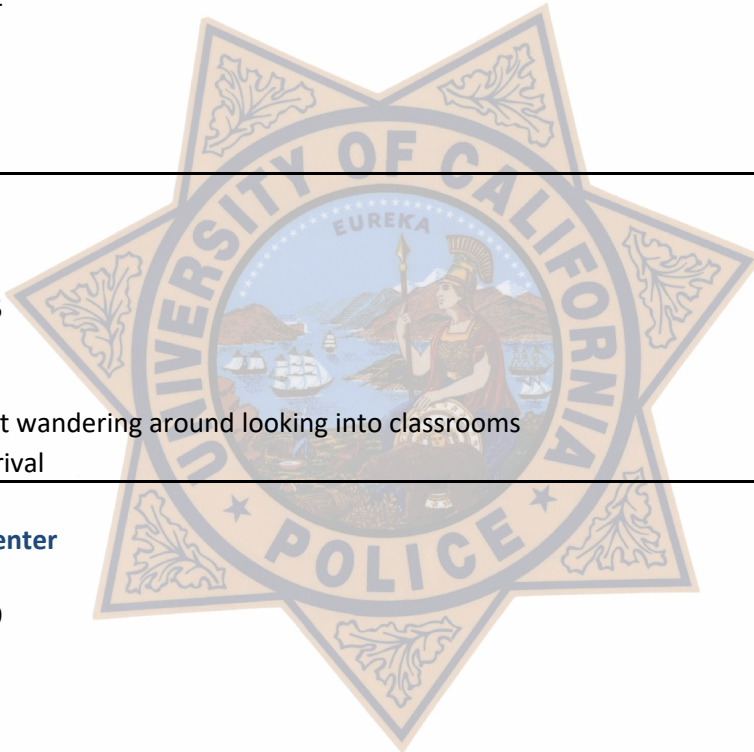 UNIVERSITY OF CALIFORNIA
EUREKA
t wandering around looking into classrooms
rival
enter
POLICE